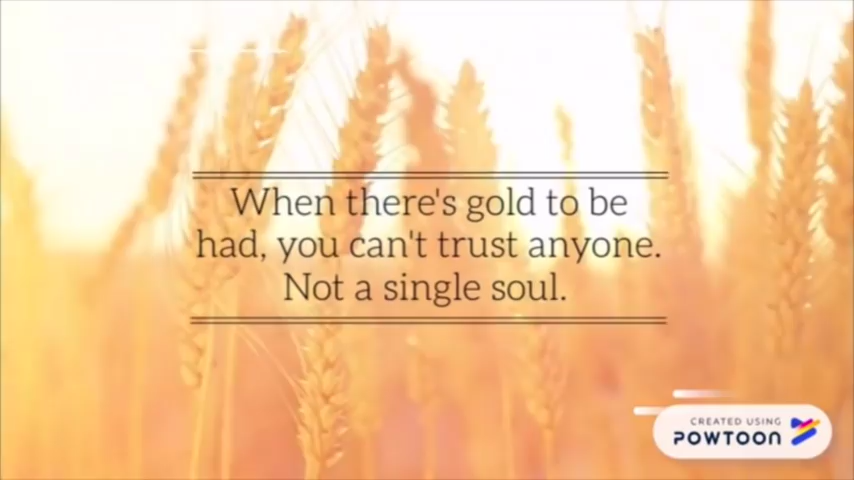 When there's gold to be
had, you can't trust anyone.
Not a single soul.
CREATED USING
POWTOON